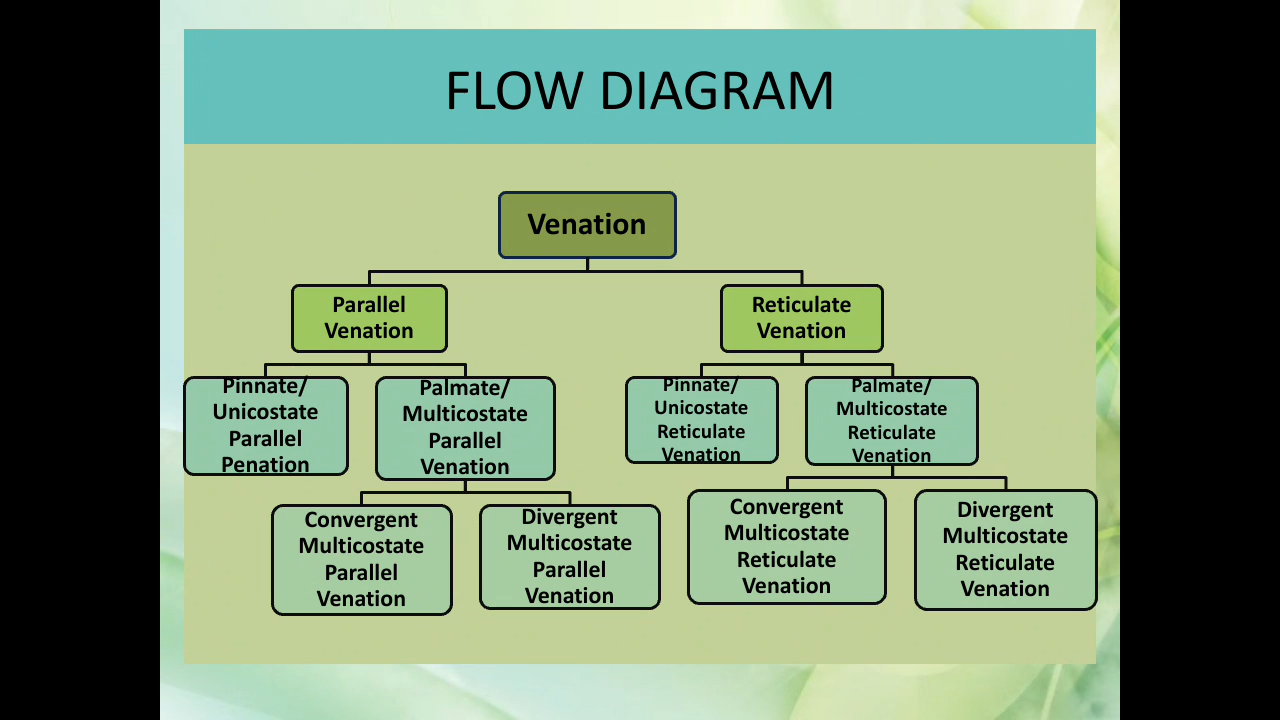 FLOW DIAGRAM
Venation
Parallel
Venation
Reticulate
Venation
Pinnate/
Unicostate
Parallel
Penation
Palmate/
Multicostate
Parallel
Venation
Pinnate/
Unicostate
Reticulate
Venation
Palmate/
Multicostate
Reticulate
Venation
Convergent
Multicostate
Parallel
Venation
Divergent
Multicostate
Parallel
Venation
Convergent
Multicostate
Reticulate
Venation
Divergent
Multicostate
Reticulate
Venation